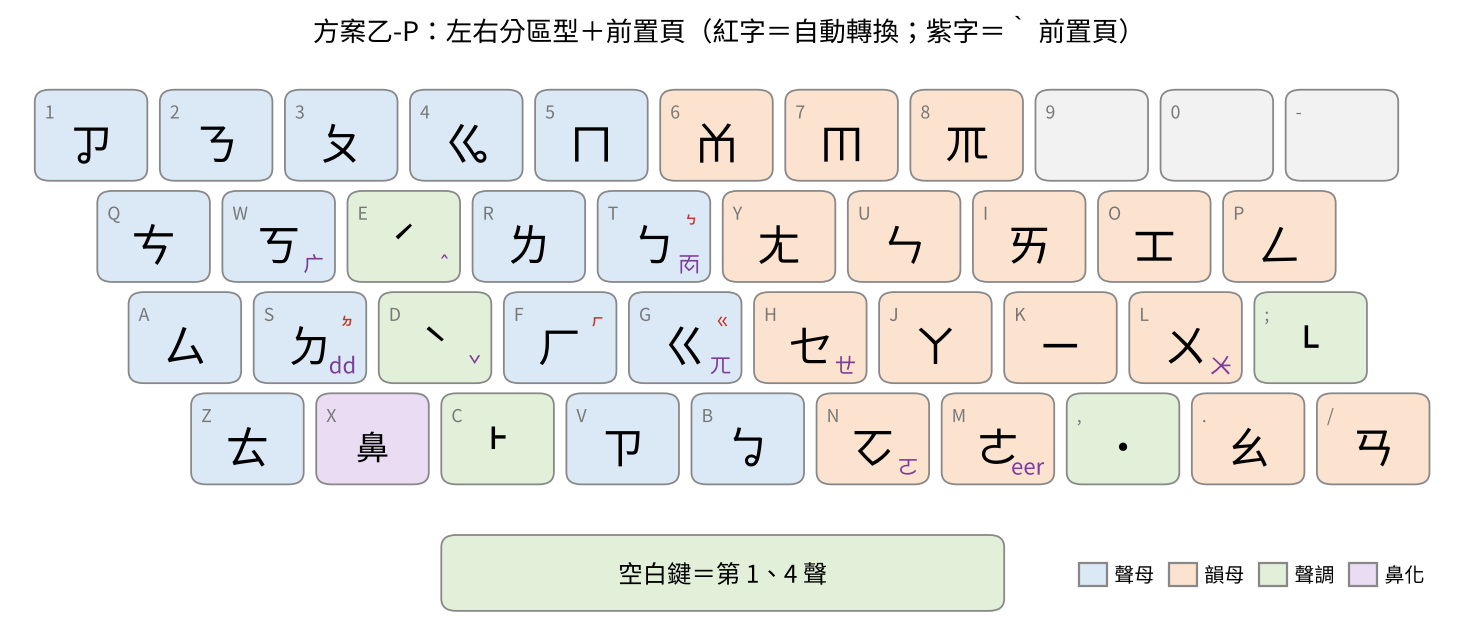 方案乙-P：左右分區型＋前置頁（紅字＝自動轉換；紫字＝｀前置頁）
1 ㆡ 2 ㄋ 3 ㄆ 4 ㆣ 5 ㄇ 6 ㆬ 7 ㆫ 8 ㆭ 9 0 -
Q ㄘ W ㄎ 广 E ˊ ˆ R ㄌ T ㄅ ㆴ Y ㄤ U ㄣ I ㄞ O ㆲ P ㄥ
A ㄙ S ㄉ ㆵ dd D ˋ ˇ F ㄏ ㆷ G ㄍ ㆶ H ㆤ ㄝ J ㄚ K ㄧ L ㄨ ; ┗
Z ㄊ X 鼻 C ├ V ㄗ B ㆠ N ㆦ ㄛ M ㄜ eer , ˙ . ㄠ / ㄢ
空白鍵＝第 1、4 聲
聲母 韻母 聲調 鼻化